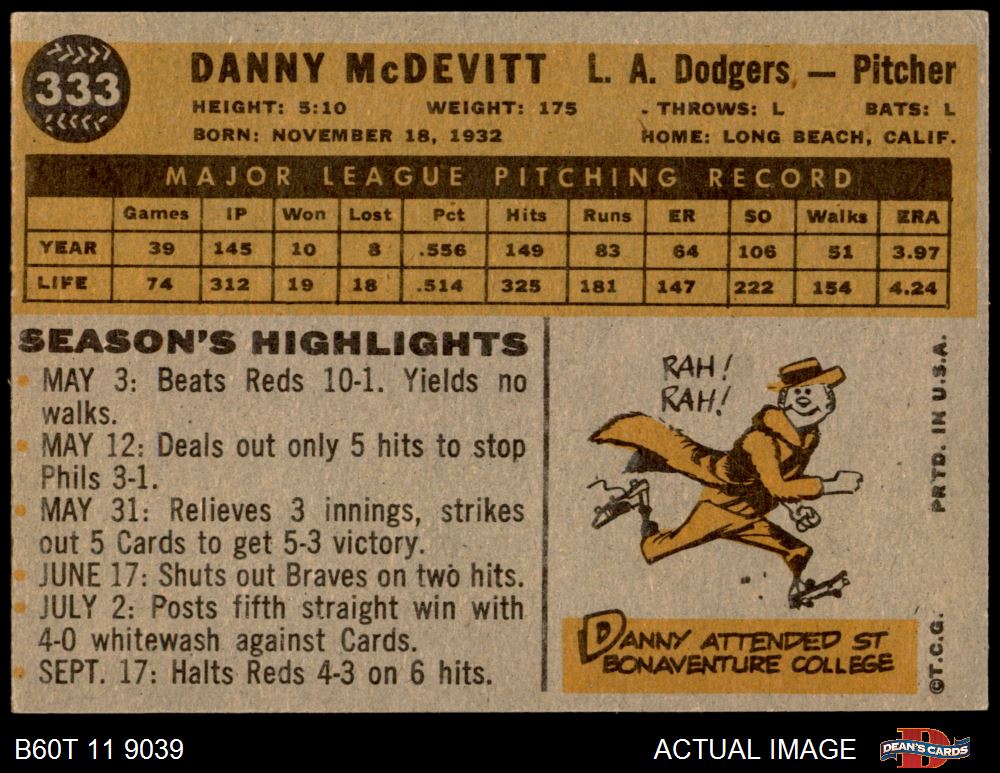 333
DANNY McDEVITT L. A. Dodgers — Pitcher
HEIGHT: 5:10 WEIGHT: 175 THROWS: L BATS: L
BORN: NOVEMBER 18, 1932 HOME: LONG BEACH, CALIF.
MAJOR LEAGUE PITCHING RECORD
Games IP Won Lost Pct Hits Runs ER SO Walks ERA
YEAR 39 145 10 8 .556 149 83 64 106 51 3.97
LIFE 74 312 19 18 .514 325 181 147 222 154 4.24
SEASON'S HIGHLIGHTS
• MAY 3: Beats Reds 10-1. Yields no
walks.
• MAY 12: Deals out only 5 hits to stop
Phils 3-1.
• MAY 31: Relieves 3 innings, strikes
out 5 Cards to get 5-3 victory.
• JUNE 17: Shuts out Braves on two hits.
• JULY 2: Posts fifth straight win with
4-0 whitewash against Cards.
• SEPT. 17: Halts Reds 4-3 on 6 hits.
RAH!
RAH!
DANNY ATTENDED ST
BONAVENTURE COLLEGE
©T.C.G. PRTD. IN U.S.A.
B60T 11 9039 ACTUAL IMAGE DEAN'S CARDS